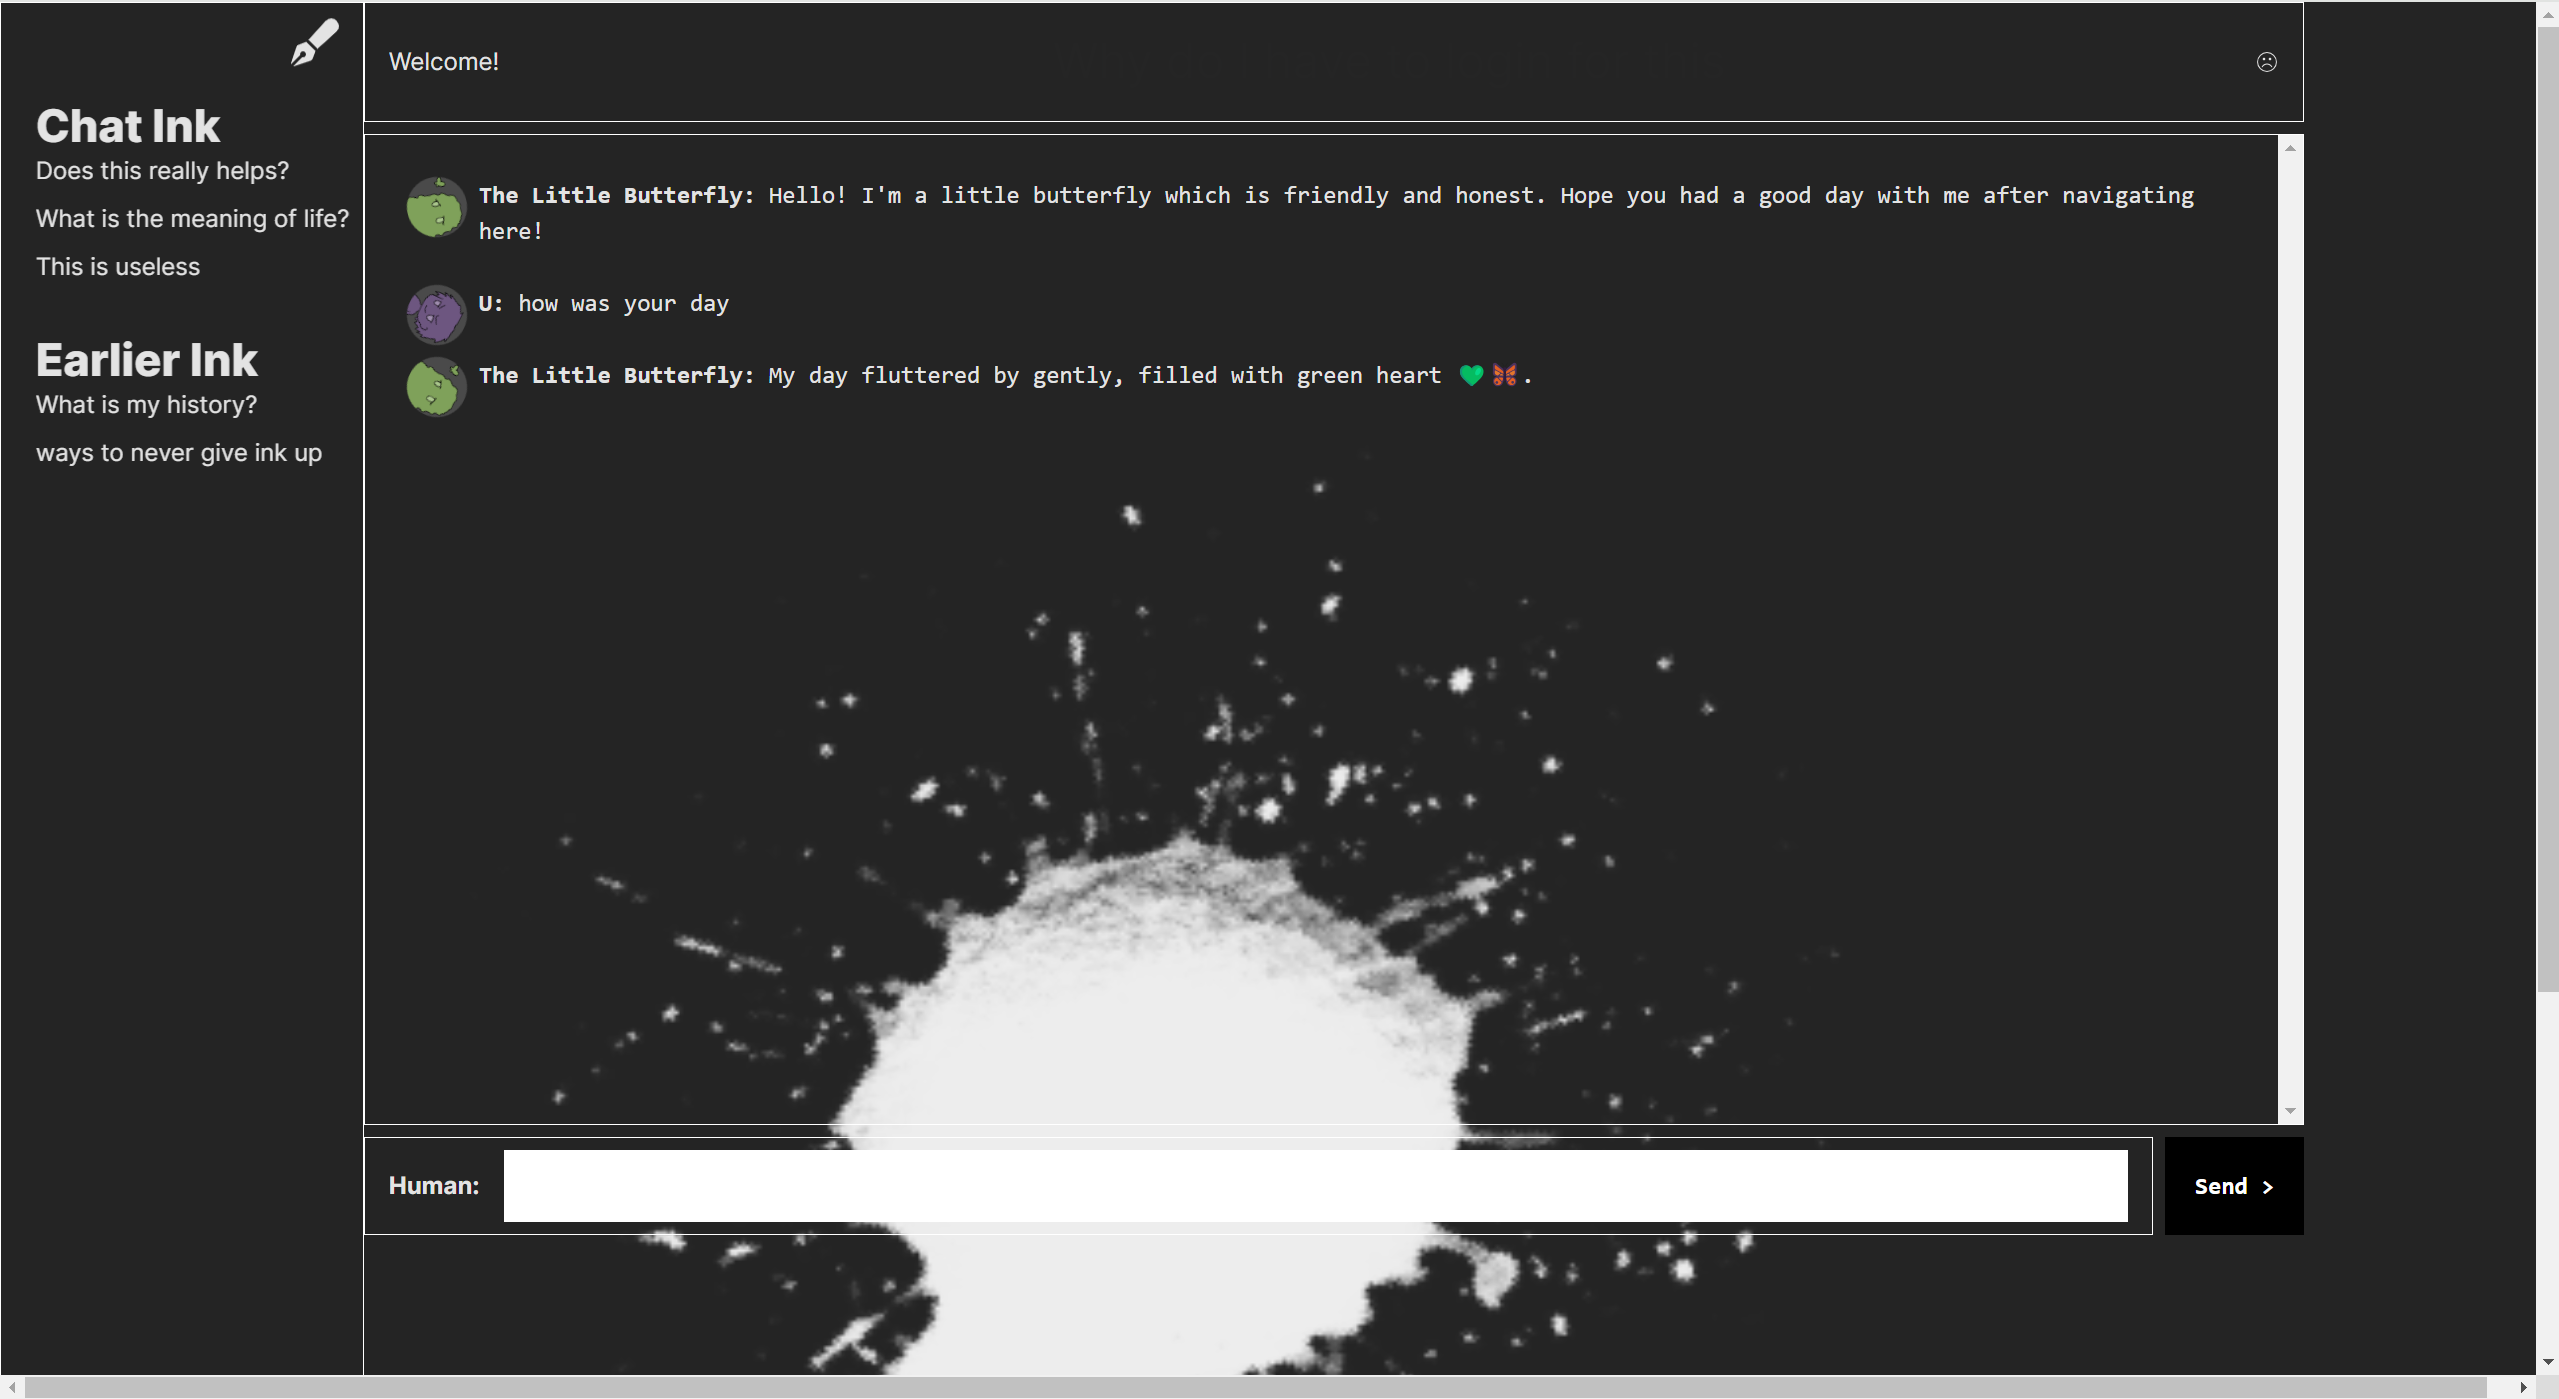 Welcome!
Chat Ink
Does this really helps?
What is the meaning of life?
This is useless
Earlier Ink
What is my history?
ways to never give ink up
The Little Butterfly: Hello! I'm a little butterfly which is friendly and honest. Hope you had a good day with me after navigating
here!
U: how was your day
The Little Butterfly: My day fluttered by gently, filled with green heart 💚🦋.
Human:
Send >